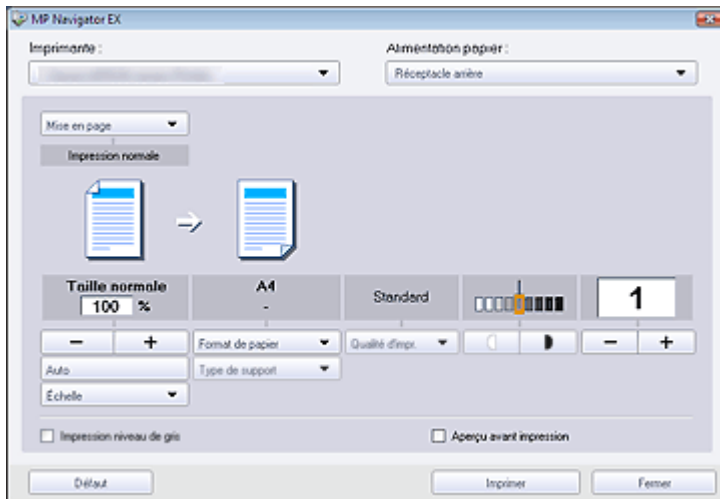 MP Navigator EX
Imprimante : Alimentation papier :
Réceptacle arrière
Mise en page
Impression normale
Taille normale A4 Standard 1
100 % -
− + Format de papier Qualité d'impr. − +
Auto Type de support
Échelle
Impression niveau de gris Aperçu avant impression
Défaut Imprimer Fermer